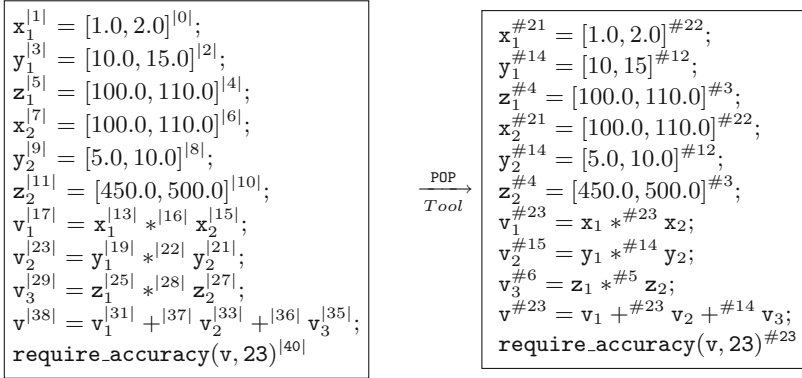 x₁^|1| = [1.0, 2.0]^|0|;
y₁^|3| = [10.0, 15.0]^|2|;
z₁^|5| = [100.0, 110.0]^|4|;
x₂^|7| = [100.0, 110.0]^|6|;
y₂^|9| = [5.0, 10.0]^|8|;
z₂^|11| = [450.0, 500.0]^|10|;
v₁^|17| = x₁^|13| *^|16| x₂^|15|;
v₂^|23| = y₁^|19| *^|22| y₂^|21|;
v₃^|29| = z₁^|25| *^|28| z₂^|27|;
v^|38| = v₁^|31| +^|37| v₂^|33| +^|36| v₃^|35|;
require_accuracy(v, 23)^|40|
POP
Tool
x₁^#21 = [1.0, 2.0]^#22;
y₁^#14 = [10, 15]^#12;
z₁^#4 = [100.0, 110.0]^#3;
x₂^#21 = [100.0, 110.0]^#22;
y₂^#14 = [5.0, 10.0]^#12;
z₂^#4 = [450.0, 500.0]^#3;
v₁^#23 = x₁ *^#23 x₂;
v₂^#15 = y₁ *^#14 y₂;
v₃^#6 = z₁ *^#5 z₂;
v^#23 = v₁ +^#23 v₂ +^#14 v₃;
require_accuracy(v, 23)^#23